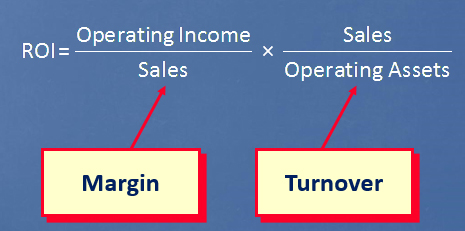 ROI= Operating Income / Sales × Sales / Operating Assets
Margin
Turnover